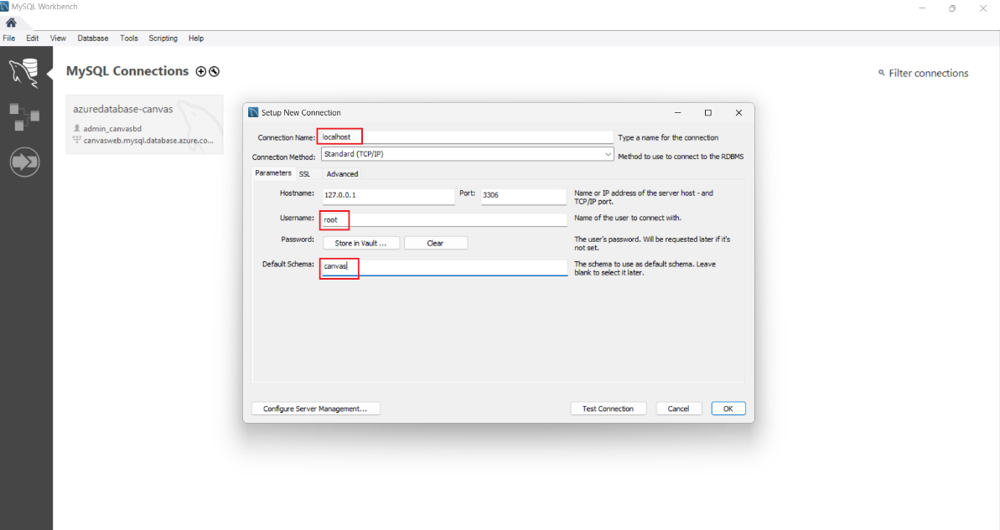 MySQL Workbench
File Edit View Database Tools Scripting Help
MySQL Connections
Filter connections
azuredatabase-canvas
admin_canvasbd
canvasweb.mysql.database.azure.co...
Setup New Connection
Connection Name: localhost Type a name for the connection
Connection Method: Standard (TCP/IP) Method to use to connect to the RDBMS
Parameters SSL Advanced
Hostname: 127.0.0.1 Port: 3306 Name or IP address of the server host - and
TCP/IP port.
Username: root Name of the user to connect with.
Password: Store in Vault ... Clear The user's password. Will be requested later if it's
not set.
Default Schema: canvas The schema to use as default schema. Leave
blank to select it later.
Configure Server Management... Test Connection Cancel OK